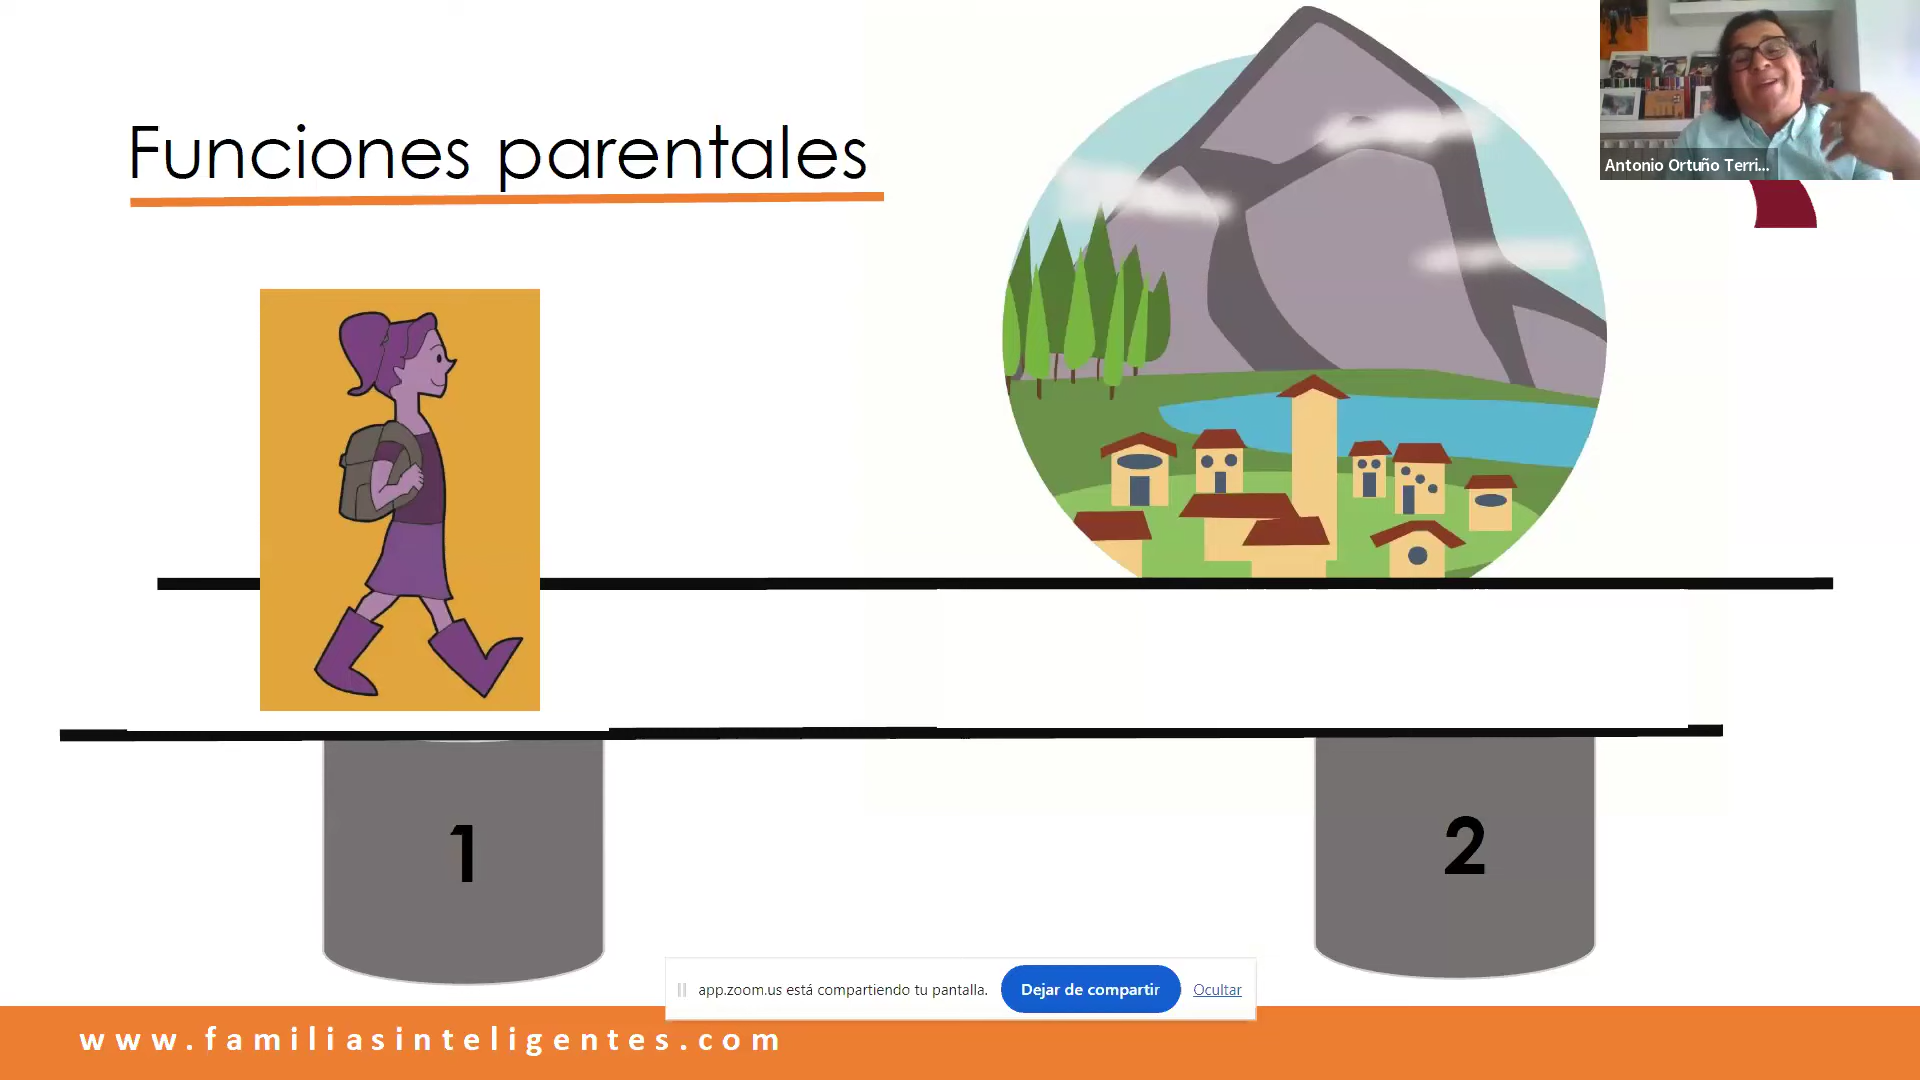 Funciones parentales
Antonio Ortuño Terri...
1
2
app.zoom.us está compartiendo tu pantalla.
Dejar de compartir
Ocultar
www.familiasinteligentes.com